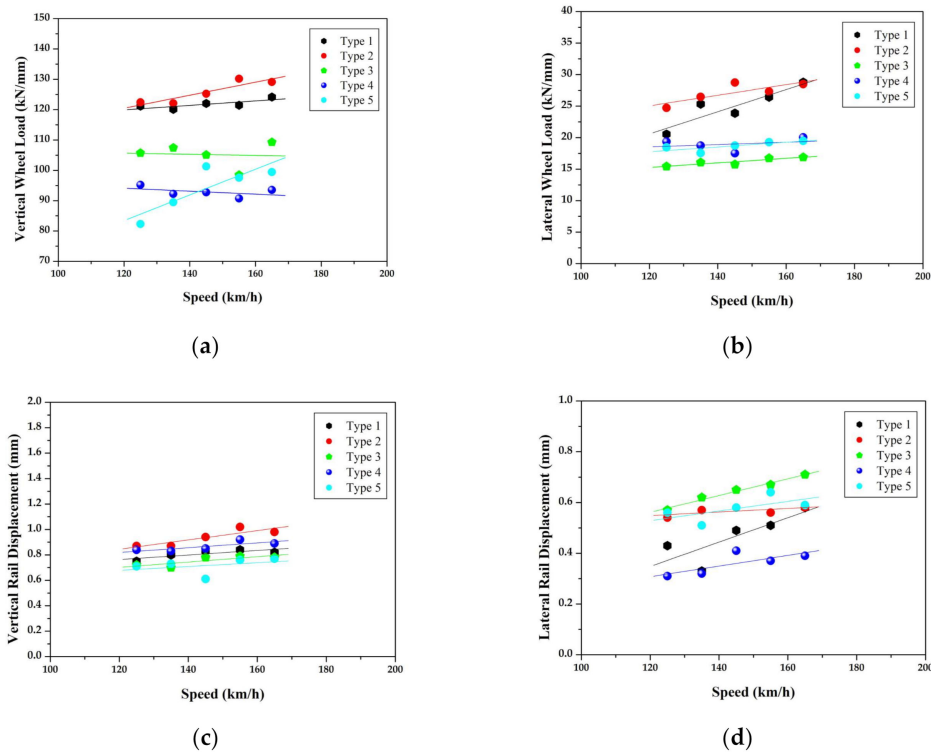 150
140
130
120
110
100
90
80
70
100 120 140 160 180 200
Vertical Wheel Load (kN/mm)
Speed (km/h)
Type 1
Type 2
Type 3
Type 4
Type 5
(a)
40
35
30
25
20
15
10
5
0
100 120 140 160 180 200
Lateral Wheel Load (kN/mm)
Speed (km/h)
Type 1
Type 2
Type 3
Type 4
Type 5
(b)
2.0
1.8
1.6
1.4
1.2
1.0
0.8
0.6
0.4
0.2
0.0
100 120 140 160 180 200
Vertical Rail Displacement (mm)
Speed (km/h)
Type 1
Type 2
Type 3
Type 4
Type 5
(c)
1.0
0.8
0.6
0.4
0.2
0.0
100 120 140 160 180 200
Lateral Rail Displacement (mm)
Speed (km/h)
Type 1
Type 2
Type 3
Type 4
Type 5
(d)